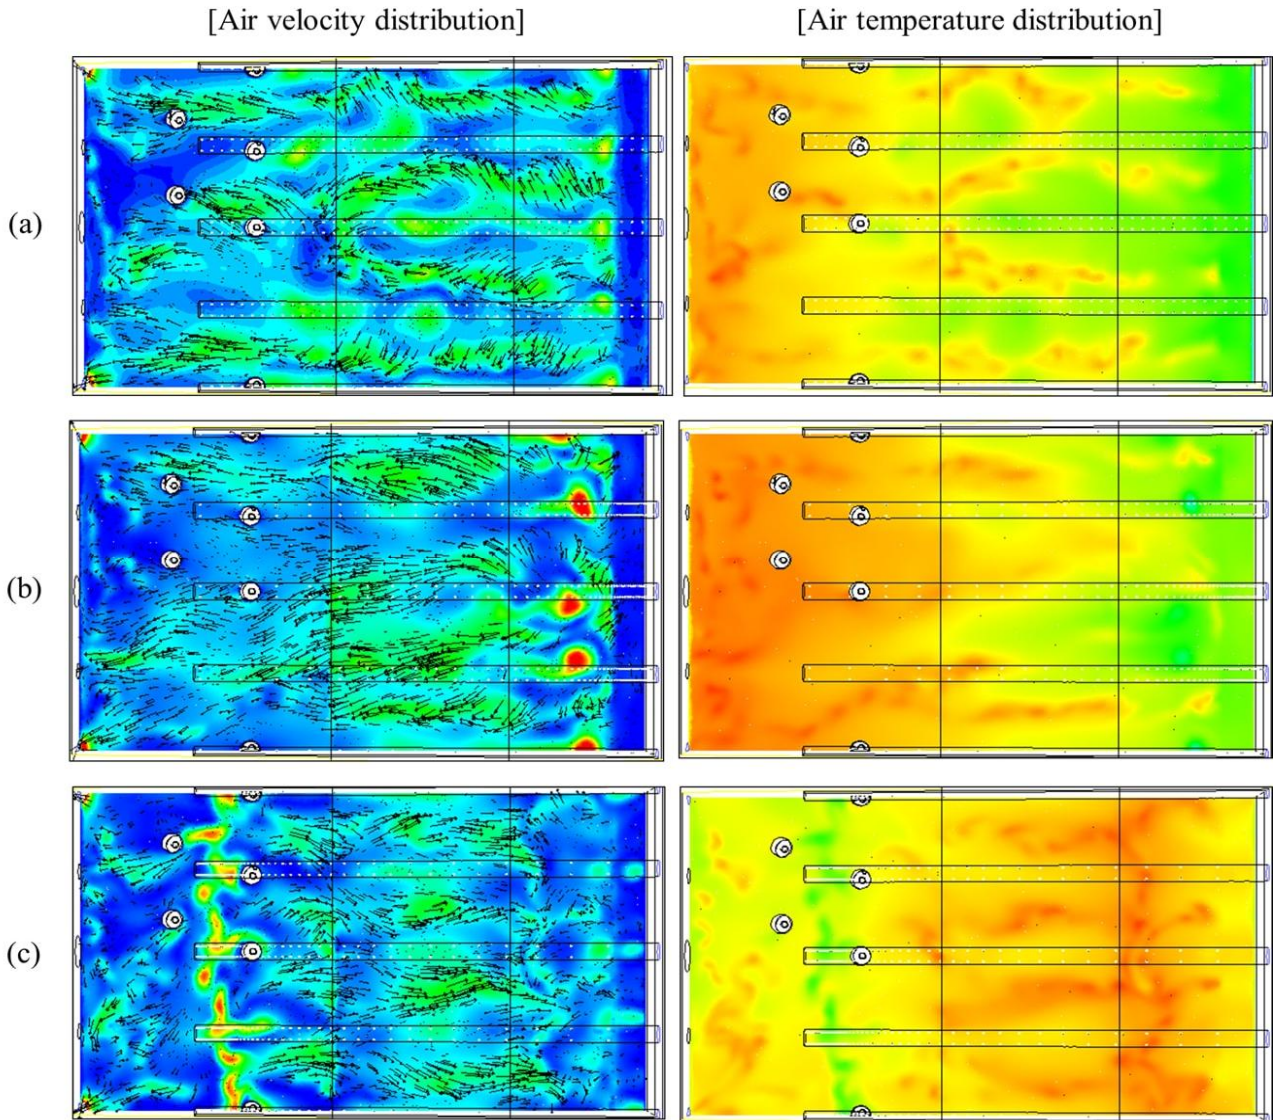 [Air velocity distribution]
[Air temperature distribution]
(a)
(b)
(c)